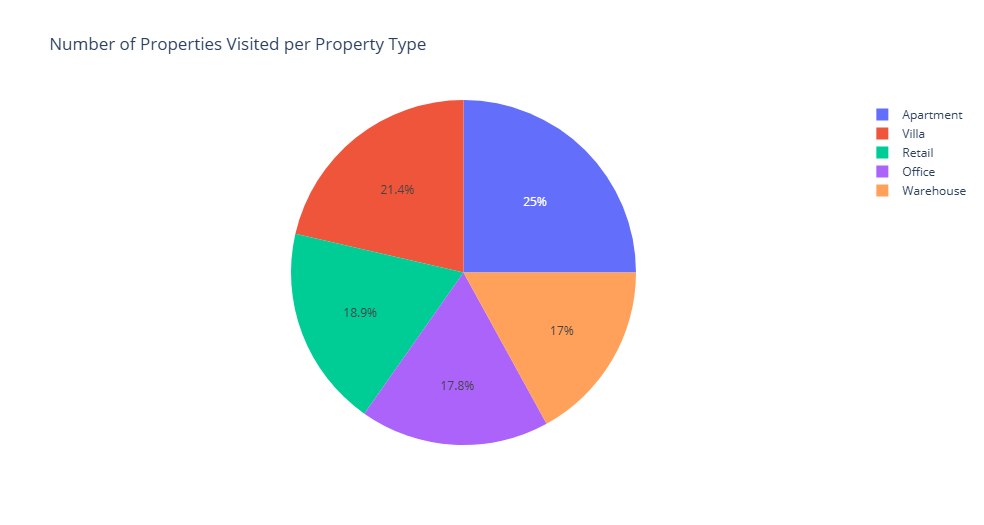 Number of Properties Visited per Property Type
Apartment
Villa
Retail
Office
Warehouse
21.4%
25%
18.9%
17%
17.8%